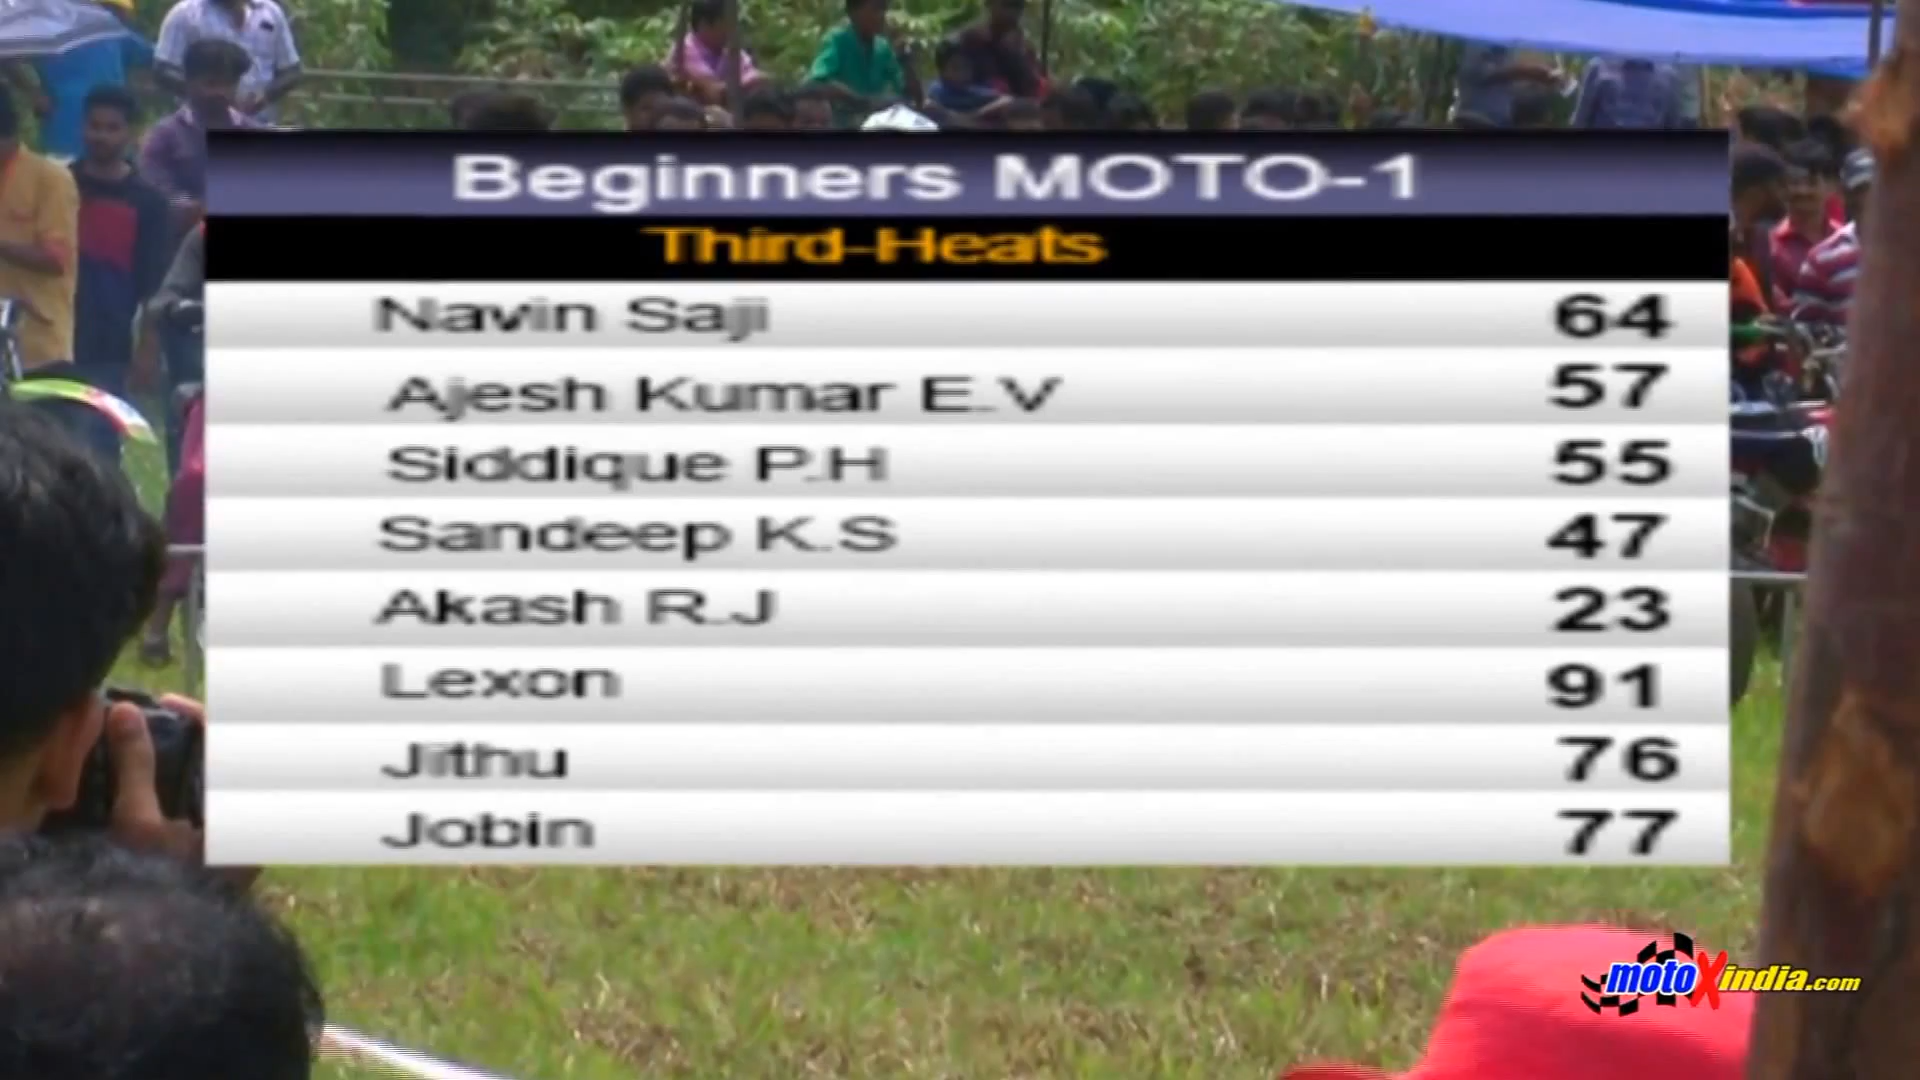 Beginners MOTO-1
Third-Heats
Navin Saji 64
Ajesh Kumar E.V 57
Siddique P.H 55
Sandeep K.S 47
Akash R.J 23
Lexon 91
Jithu 76
Jobin 77
motoXindia.com